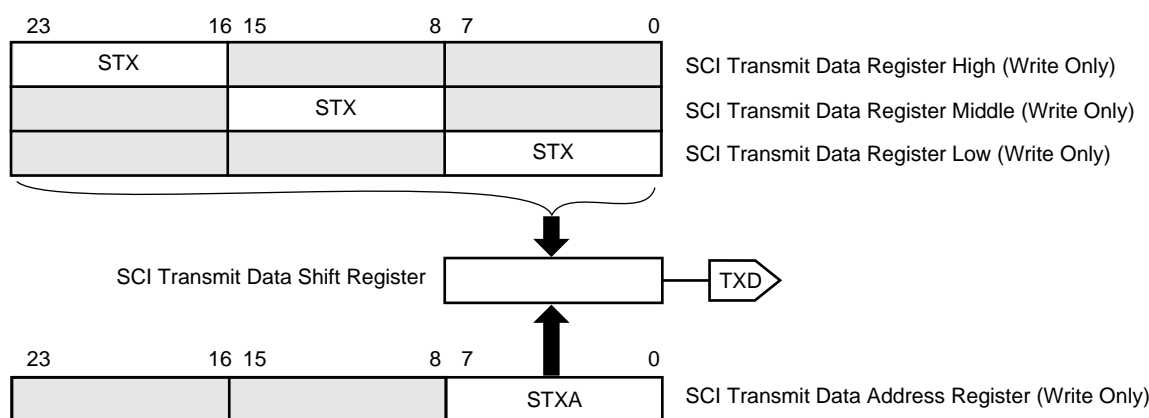 23 16 15 8 7 0
STX SCI Transmit Data Register High (Write Only)
STX SCI Transmit Data Register Middle (Write Only)
STX SCI Transmit Data Register Low (Write Only)
SCI Transmit Data Shift Register TXD
23 16 15 8 7 0
STXA SCI Transmit Data Address Register (Write Only)